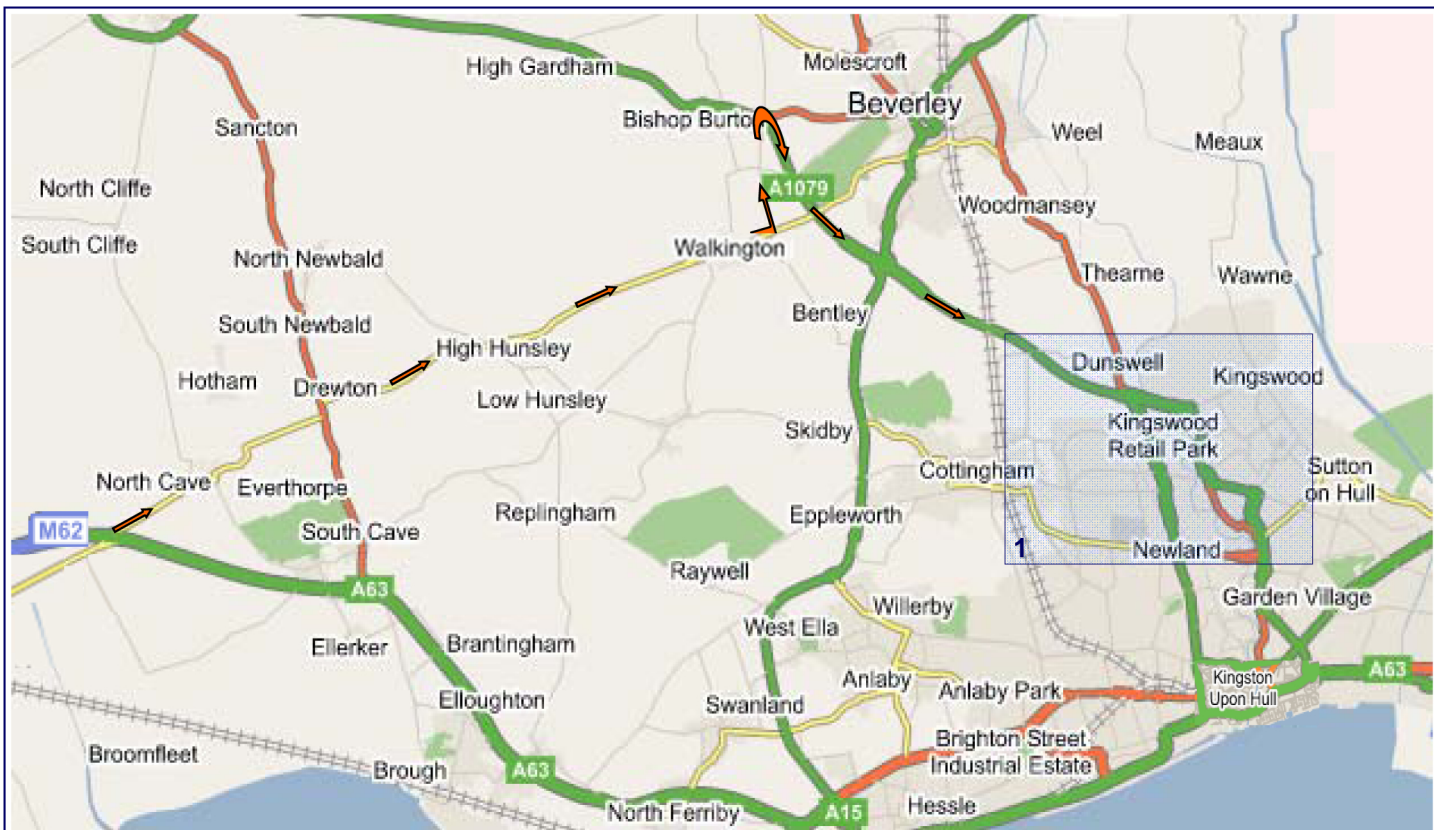 Molescroft
High Gardham
Beverley
Bishop Burto
Sancton
Weel
Meaux
North Cliffe
A1079
Woodmansey
South Cliffe
Walkington
North Newbald
Thearne
Wawne
Bentley
South Newbald
High Hunsley
Dunswell
Hotham
Drewton
Kingswood
Low Hunsley
Kingswood
Retail Park
Skidby
Cottingham
Sutton
on Hull
North Cave
Everthorpe
Replingham
Eppleworth
M62
South Cave
1
Newland
Raywell
A63
Willerby
Garden Village
Ellerker
Brantingham
West Ella
Anlaby
Anlaby Park
Kingston
Upon Hull
A63
Elloughton
Swanland
Broomfleet
Brough
A63
Brighton Street
Industrial Estate
North Ferriby
A15
Hessle